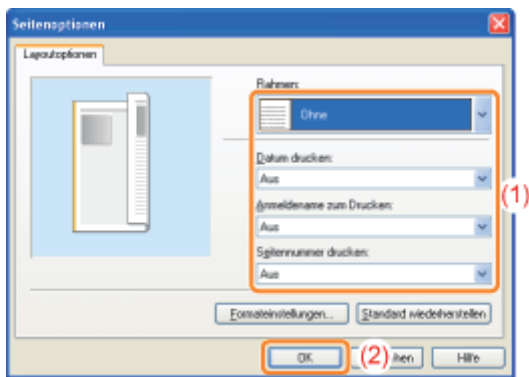 Seitenoptionen
Layoutoptionen
Rahmen:
Ohne
Datum drucken:
Aus
(1)
Anmeldename zum Drucken:
Aus
Seitennummer drucken:
Aus
Formateinstellungen... Standard wiederherstellen
OK (2) hen Hilfe